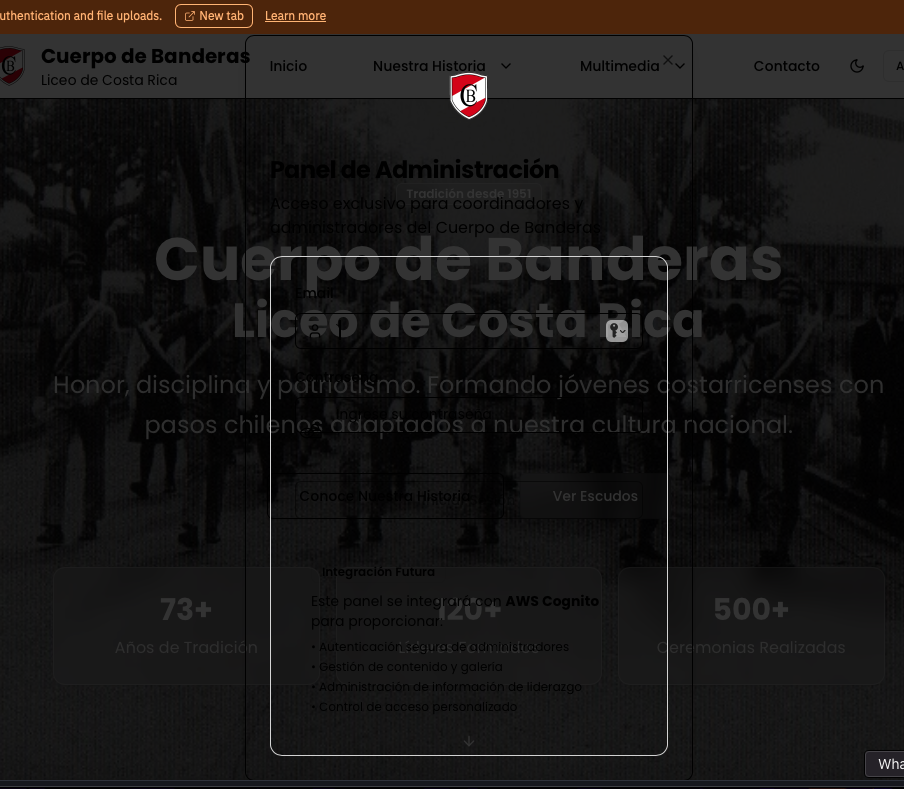 uthentication and file uploads. New tab Learn more
Cuerpo de Banderas
Liceo de Costa Rica
Inicio Nuestra Historia Multimedia Contacto A
CB
Panel de Administración
Tradición desde 1951
Acceso exclusivo para coordinadores y
administradores del Cuerpo de Banderas
Cuerpo de Banderas
Email
Liceo de Costa Rica
Honor, disciplina y patriotismo. Formando jóvenes costarricenses con
pasos chilenos adaptados a nuestra cultura nacional.
Conoce Nuestra Historia Ver Escudos
Integración Futura
Este panel se integrará con AWS Cognito
para proporcionar:
73+ 120+ 500+
Años de Tradición
Ceremonias Realizadas
• Autenticación segura de administradores
• Gestión de contenido y galería
• Administración de información de liderazgo
• Control de acceso personalizado
Wha